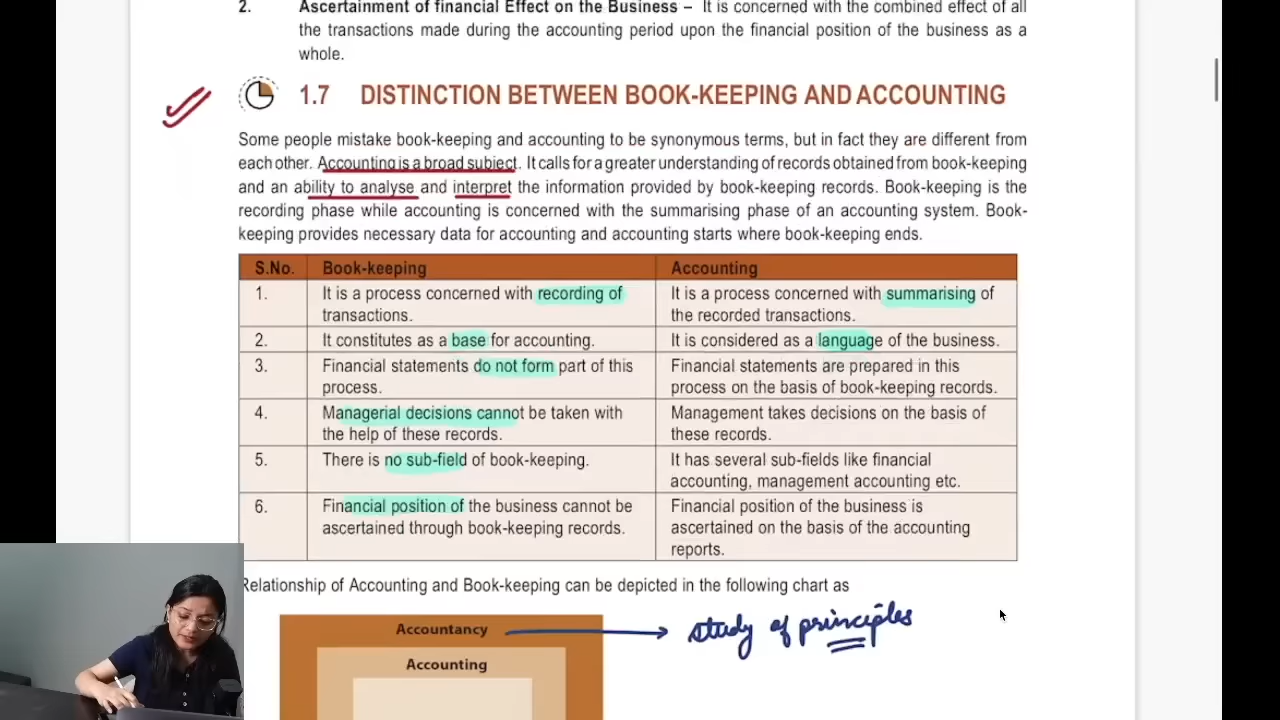 2. Ascertainment of financial Effect on the Business – It is concerned with the combined effect of all
the transactions made during the accounting period upon the financial position of the business as a
whole.
1.7 DISTINCTION BETWEEN BOOK-KEEPING AND ACCOUNTING
Some people mistake book-keeping and accounting to be synonymous terms, but in fact they are different from
each other. Accounting is a broad subject. It calls for a greater understanding of records obtained from book-keeping
and an ability to analyse and interpret the information provided by book-keeping records. Book-keeping is the
recording phase while accounting is concerned with the summarising phase of an accounting system. Book-
keeping provides necessary data for accounting and accounting starts where book-keeping ends.
S.No. Book-keeping Accounting
1. It is a process concerned with recording of It is a process concerned with summarising of
transactions. the recorded transactions.
2. It constitutes as a base for accounting. It is considered as a language of the business.
3. Financial statements do not form part of this Financial statements are prepared in this
process. process on the basis of book-keeping records.
4. Managerial decisions cannot be taken with Management takes decisions on the basis of
the help of these records. these records.
5. There is no sub-field of book-keeping. It has several sub-fields like financial
accounting, management accounting etc.
6. Financial position of the business cannot be Financial position of the business is
ascertained through book-keeping records. ascertained on the basis of the accounting
reports.
Relationship of Accounting and Book-keeping can be depicted in the following chart as
Accountancy study of principles
Accounting